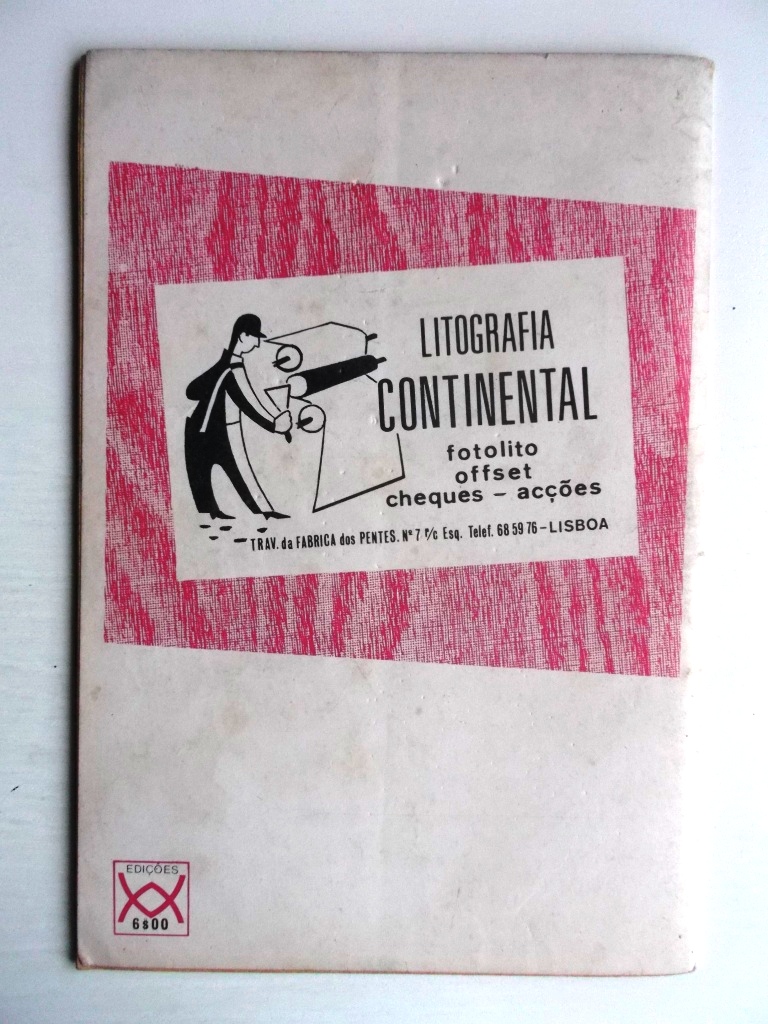 LITOGRAFIA
CONTINENTAL
fotolito
offset
cheques – acções
TRAV. da FABRICA dos PENTES. Nº 7 r/c Esq. Telef. 68 59 76 – LISBOA
EDIÇÕES
6$00